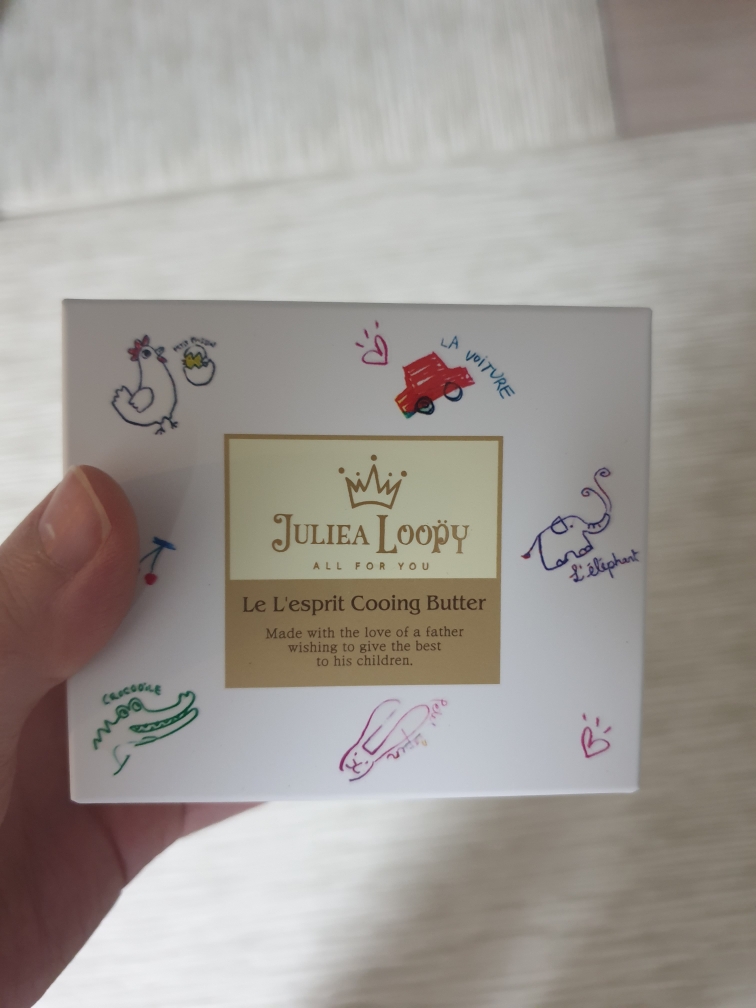 LA VOITURE
JULIEA LOOPY
ALL FOR YOU
Le L'esprit Cooing Butter
Made with the love of a father
wishing to give the best
to his children.
L'éléphant
CROCODILE